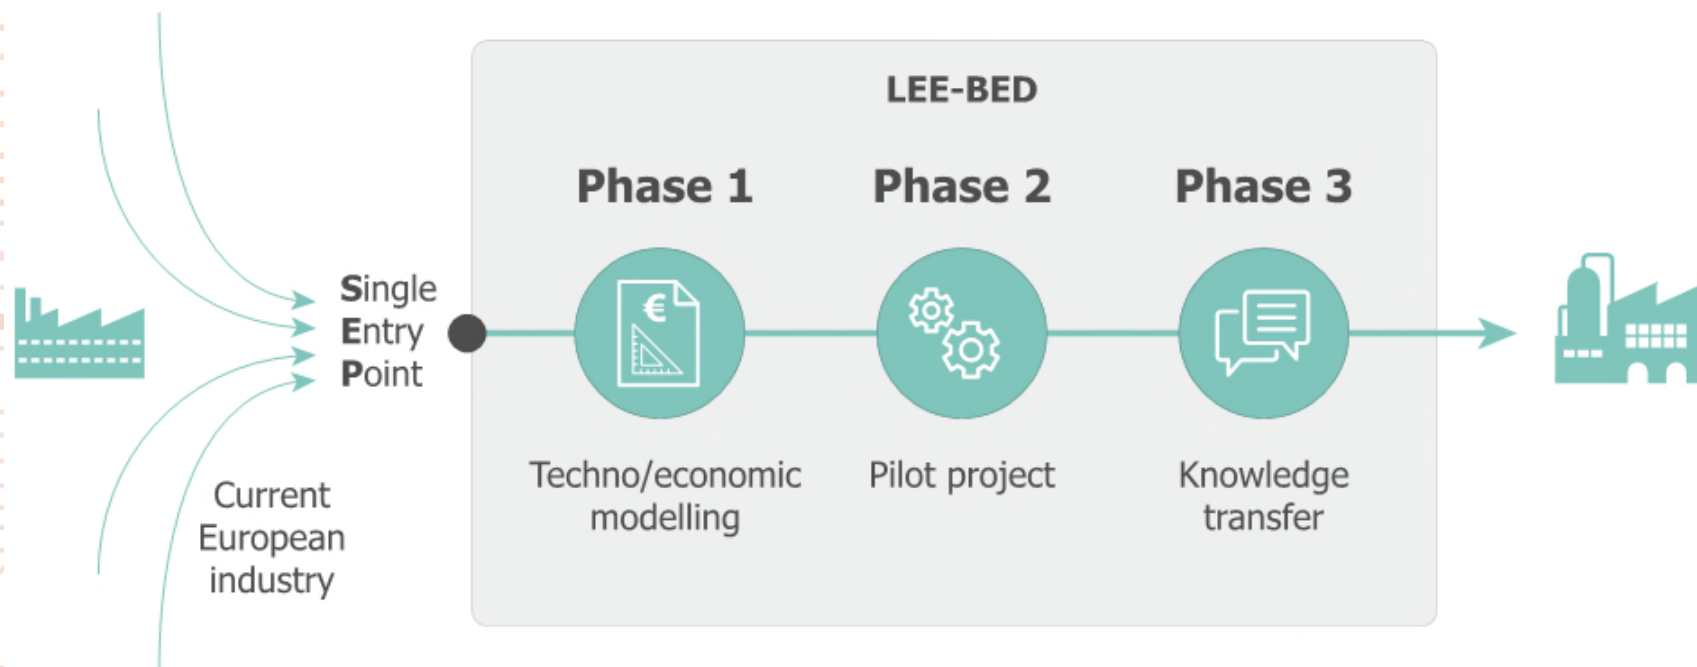 LEE-BED
Phase 1
Phase 2
Phase 3
Single
Entry
Point
€
Techno/economic
modelling
Pilot project
Knowledge
transfer
Current
European
industry